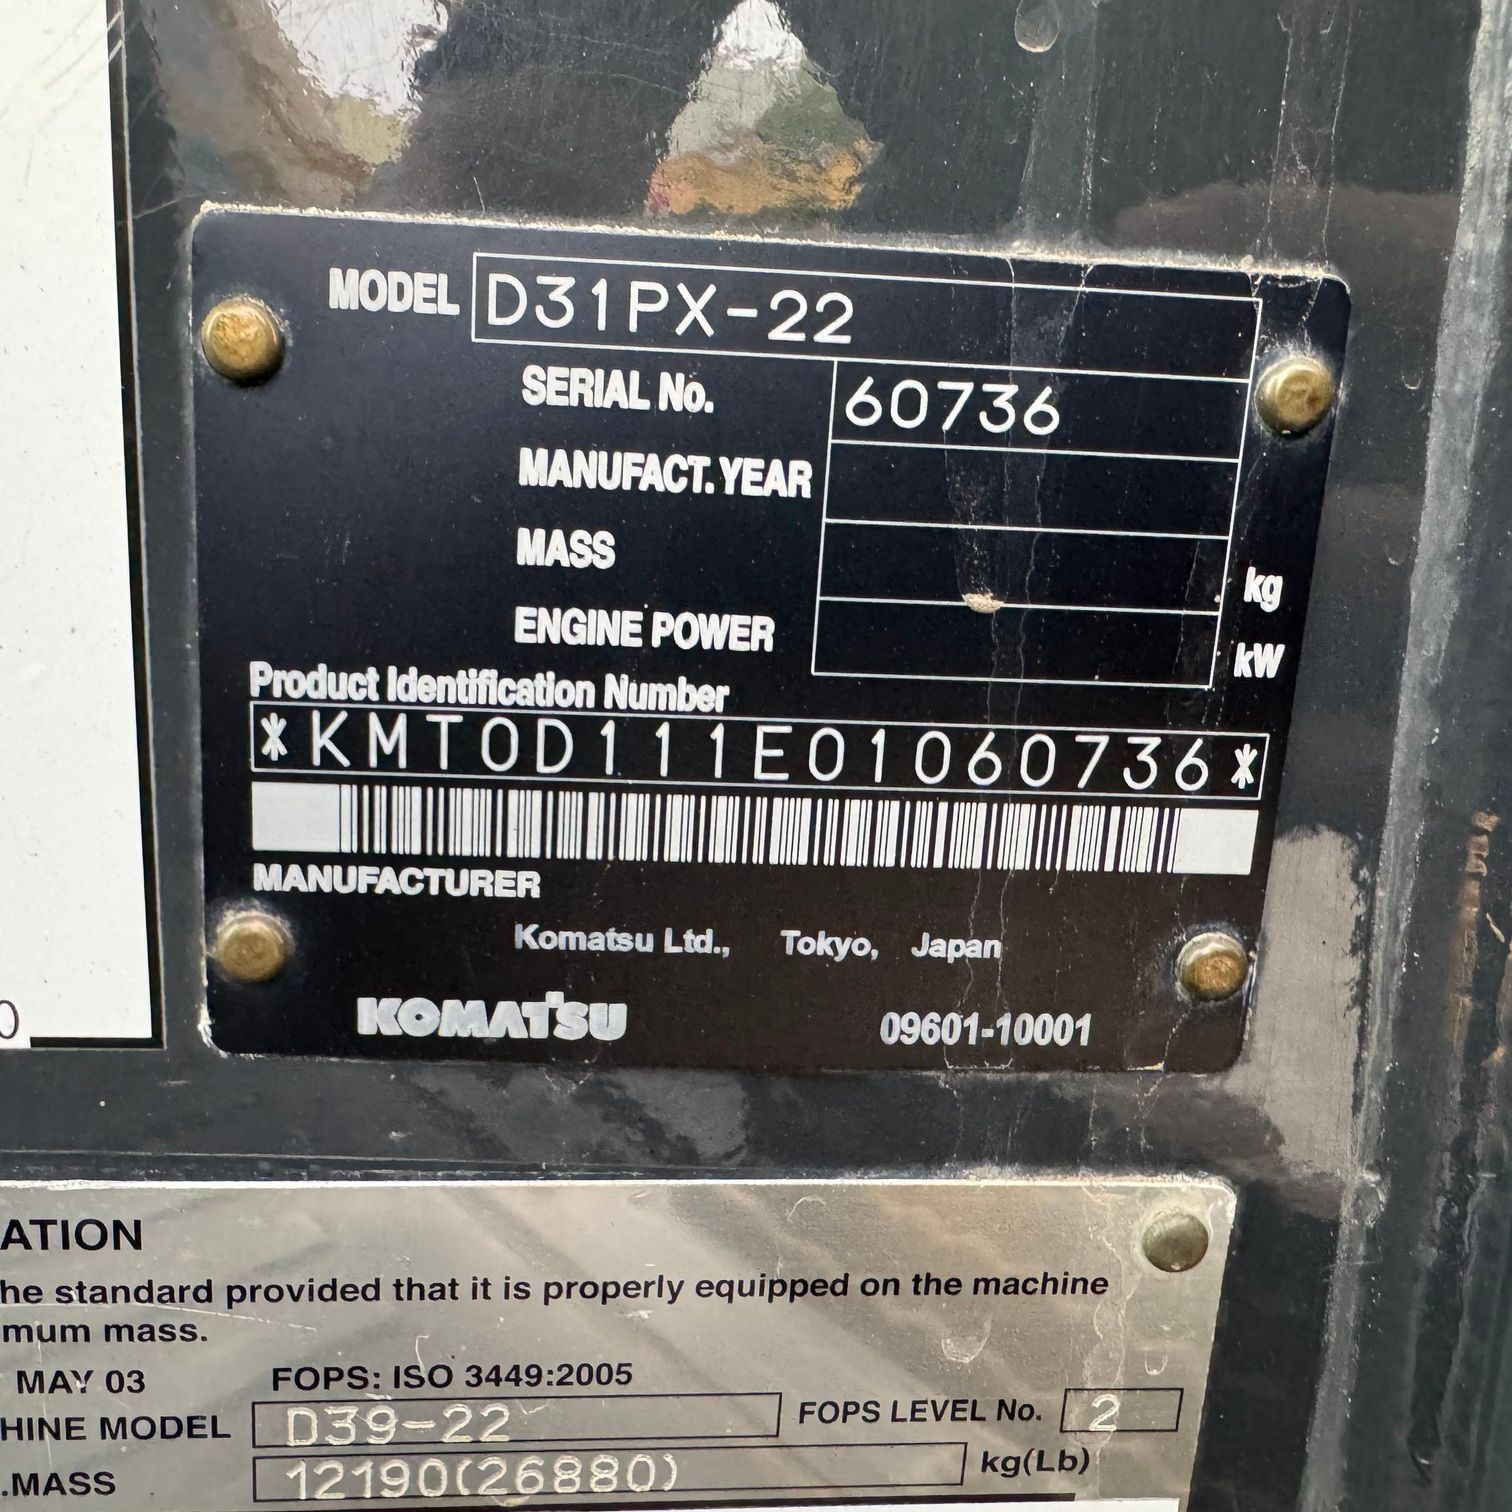 MODEL D31PX-22
SERIAL No. 60736
MANUFACT. YEAR
MASS kg
ENGINE POWER kW
Product Identification Number
*KMT0D111E01060736*
MANUFACTURER
Komatsu Ltd., Tokyo, Japan
KOMATSU 09601-10001
0
ATION
he standard provided that it is properly equipped on the machine
mum mass.
MAY 03 FOPS: ISO 3449:2005
HINE MODEL D39-22 FOPS LEVEL No. 2
.MASS 12190(26880) kg(Lb)